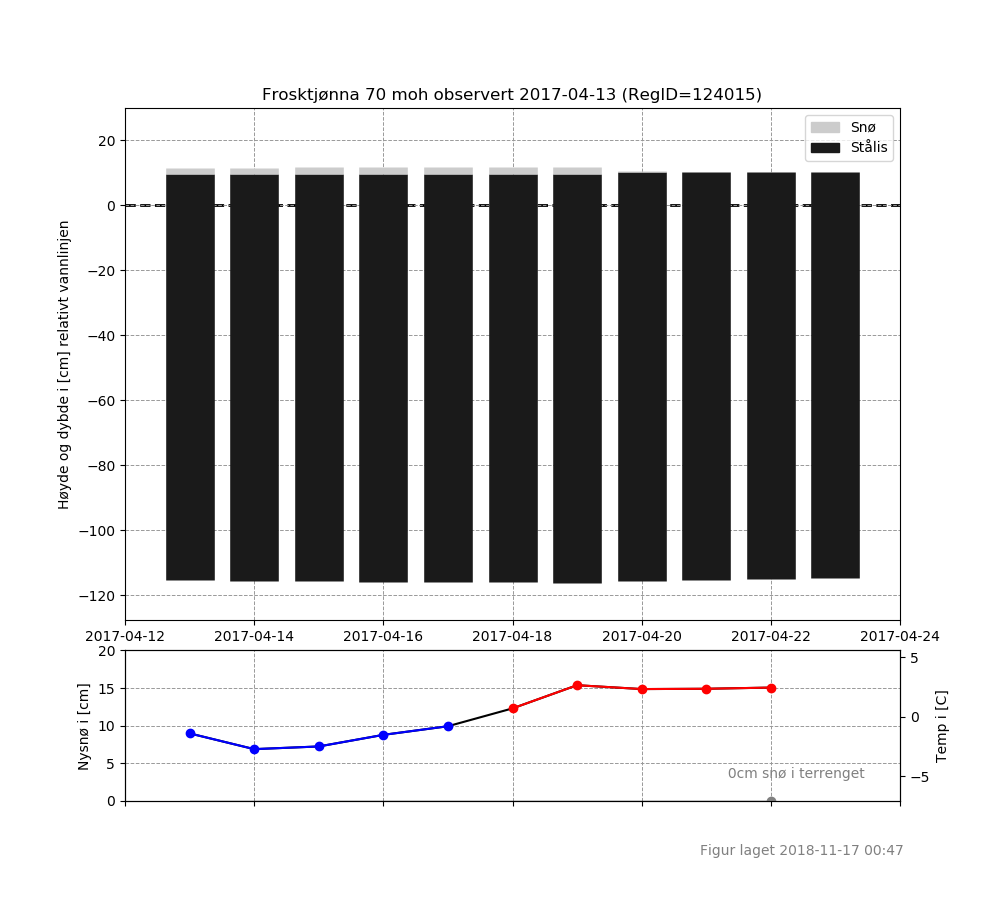 Frosktjønna 70 moh observert 2017-04-13 (RegID=124015)
Snø
Stålis
Høyde og dybde i [cm] relativt vannlinjen
20
0
−20
−40
−60
−80
−100
−120
2017-04-12
2017-04-14
2017-04-16
2017-04-18
2017-04-20
2017-04-22
2017-04-24
Nysnø i [cm]
20
15
10
5
0
5
0
−5
Temp i [C]
0cm snø i terrenget
Figur laget 2018-11-17 00:47